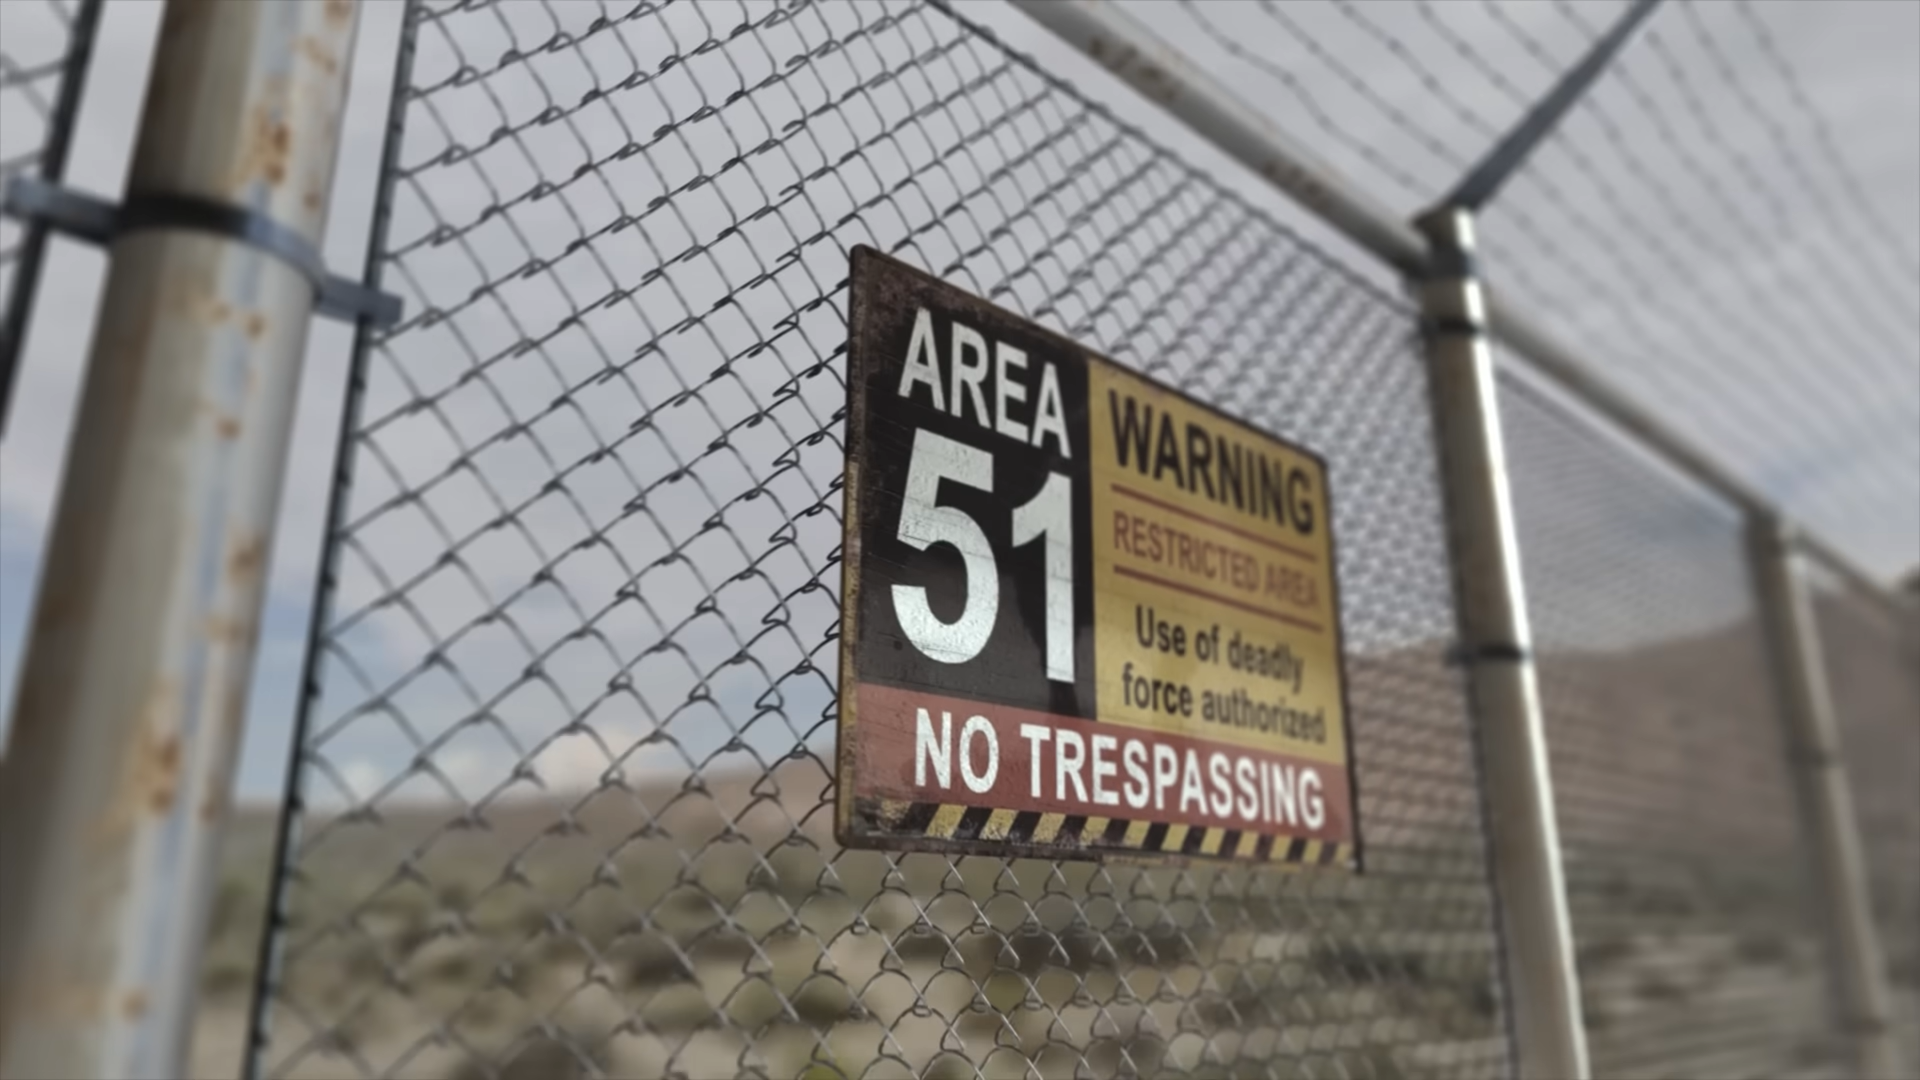 AREA
51
WARNING
RESTRICTED AREA
Use of deadly
force authorized
NO TRESPASSING